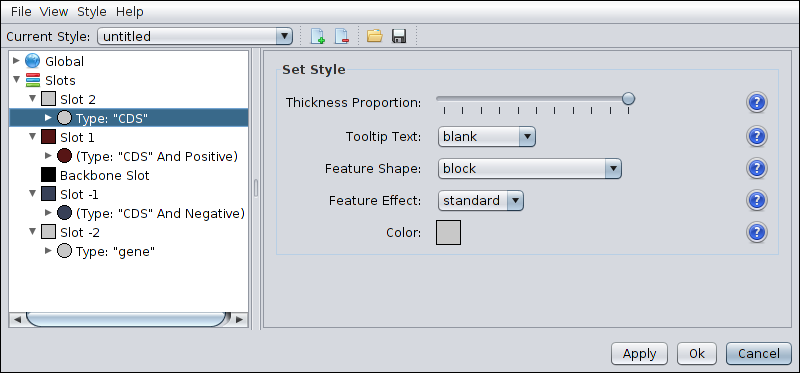 File View Style Help
Current Style: untitled
Global
Slots
Slot 2
Type: "CDS"
Slot 1
(Type: "CDS" And Positive)
Backbone Slot
Slot -1
(Type: "CDS" And Negative)
Slot -2
Type: "gene"
Set Style
Thickness Proportion: ?
Tooltip Text: blank ?
Feature Shape: block ?
Feature Effect: standard ?
Color: ?
Apply Ok Cancel